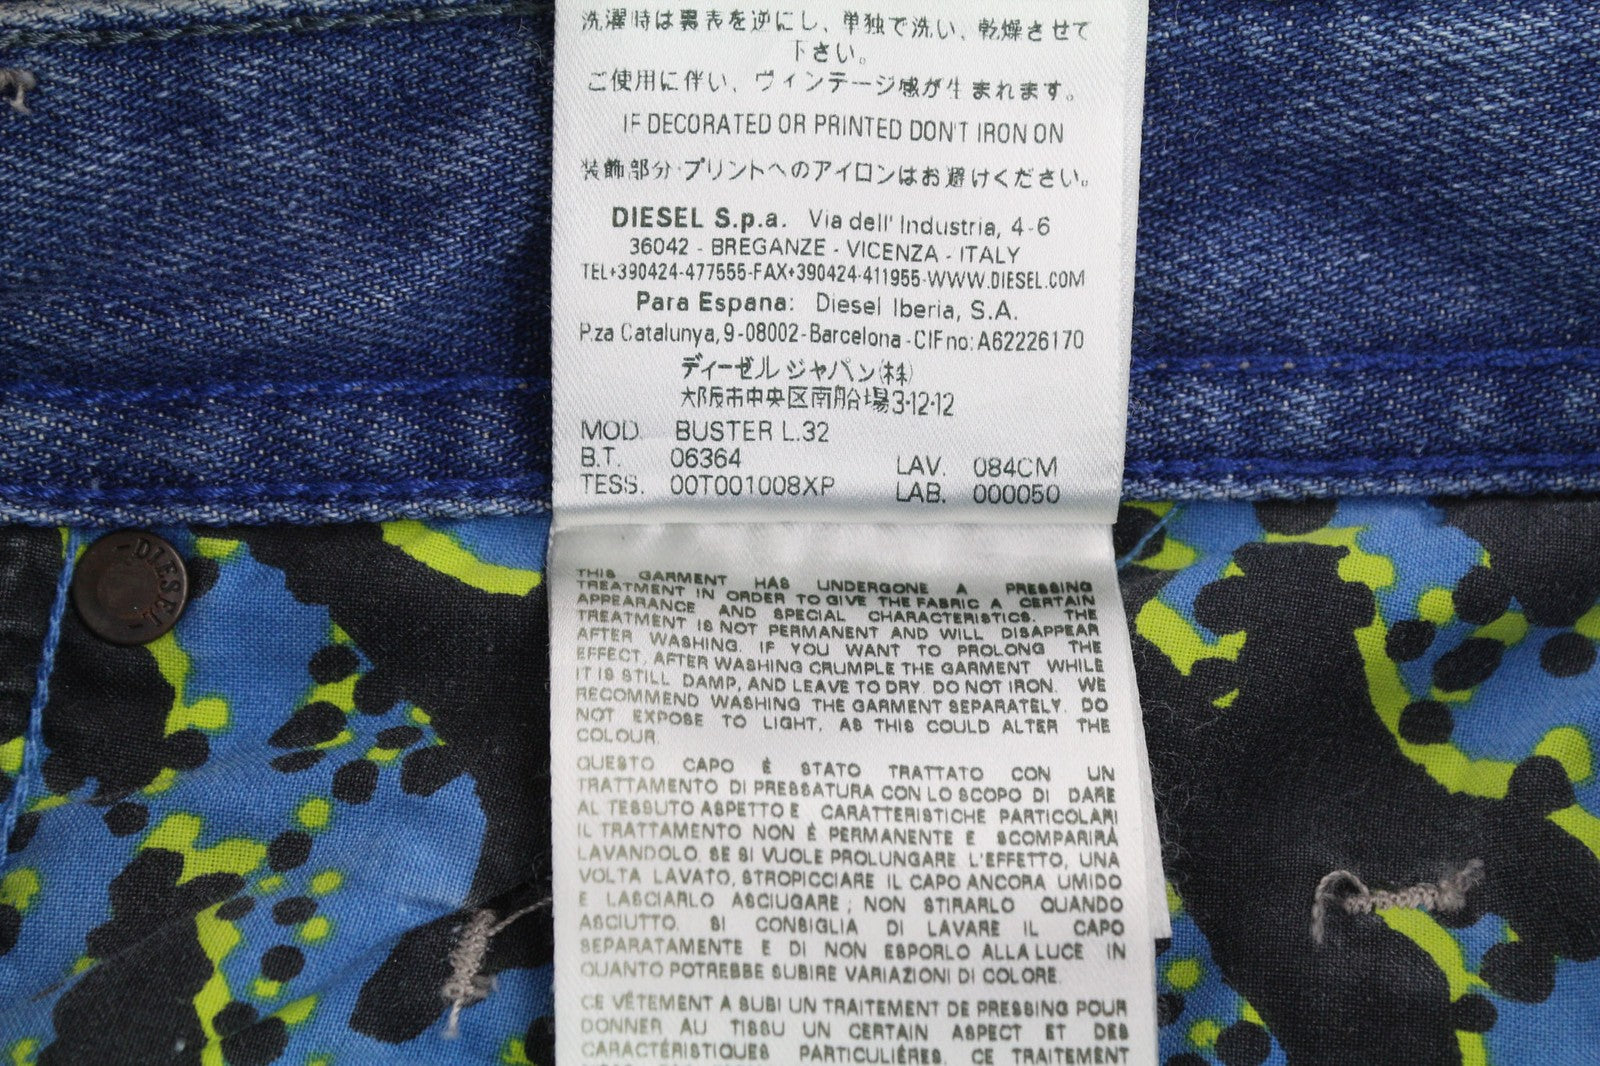 洗濯時は裏表を逆にし、単独で洗い、乾燥させて
下さい。
ご使用に伴い、ヴィンテージ感が生まれます。
IF DECORATED OR PRINTED DON'T IRON ON
装飾部分・プリントへのアイロンはお避けください。
DIESEL S.p.a. Via dell' Industria, 4-6
36042 - BREGANZE - VICENZA - ITALY
TEL+390424-477555-FAX+390424-411955-WWW.DIESEL.COM
Para Espana: Diesel Iberia, S.A.
P.za Catalunya, 9-08002-Barcelona-CIF no: A62226170
ディーゼル ジャパン(株)
大阪市中央区南船場3-12-12
MOD. BUSTER L.32
B.T. 06364 LAV. 084CM
TESS. 00T001008XP LAB. 000050
DIESEL
THIS GARMENT HAS UNDERGONE A PRESSING
TREATMENT IN ORDER TO GIVE THE FABRIC A CERTAIN
APPEARANCE AND SPECIAL CHARACTERISTICS. THE
TREATMENT IS NOT PERMANENT AND WILL DISAPPEAR
AFTER WASHING. IF YOU WANT TO PROLONG THE
EFFECT, AFTER WASHING CRUMPLE THE GARMENT WHILE
IT IS STILL DAMP, AND LEAVE TO DRY. DO NOT IRON. WE
RECOMMEND WASHING THE GARMENT SEPARATELY. DO
NOT EXPOSE TO LIGHT, AS THIS COULD ALTER THE
COLOUR.
QUESTO CAPO È STATO TRATTATO CON UN
TRATTAMENTO DI PRESSATURA CON LO SCOPO DI DARE
AL TESSUTO ASPETTO E CARATTERISTICHE PARTICOLARI
IL TRATTAMENTO NON È PERMANENTE E SCOMPARIRÀ
LAVANDOLO. SE SI VUOLE PROLUNGARE L'EFFETTO, UNA
VOLTA LAVATO, STROPICCIARE IL CAPO ANCORA UMIDO
E LASCIARLO ASCIUGARE; NON STIRARLO QUANDO
ASCIUTTO. SI CONSIGLIA DI LAVARE IL CAPO
SEPARATAMENTE E DI NON ESPORLO ALLA LUCE IN
QUANTO POTREBBE SUBIRE VARIAZIONI DI COLORE.
CE VÊTEMENT A SUBI UN TRAITEMENT DE PRESSING POUR
DONNER AU TISSU UN CERTAIN ASPECT ET DES
CARACTÉRISTIQUES PARTICULIÈRES. CE TRAITEMENT